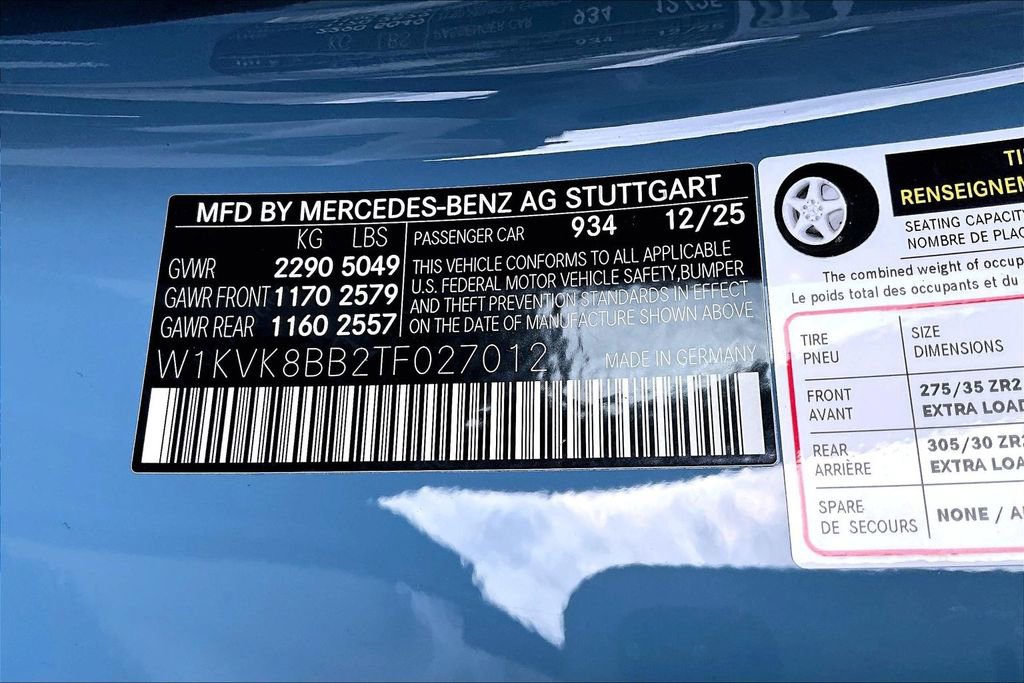 MFD BY MERCEDES-BENZ AG STUTTGART
KG LBS
GVWR 2290 5049
GAWR FRONT 1170 2579
GAWR REAR 1160 2557
PASSENGER CAR 934 12/25
THIS VEHICLE CONFORMS TO ALL APPLICABLE
U.S. FEDERAL MOTOR VEHICLE SAFETY,BUMPER
AND THEFT PREVENTION STANDARDS IN EFFECT
ON THE DATE OF MANUFACTURE SHOWN ABOVE
W1KVK8BB2TF027012
MADE IN GERMANY
TI
RENSEIGNEM
SEATING CAPACIT
NOMBRE DE PLAC
The combined weight of occup
Le poids total des occupants et du
TIRE
PNEU
SIZE
DIMENSIONS
FRONT
AVANT
275/35 ZR2
EXTRA LOAD
REAR
ARRIÈRE
305/30 ZR2
EXTRA LOA
SPARE
DE SECOURS
NONE / A